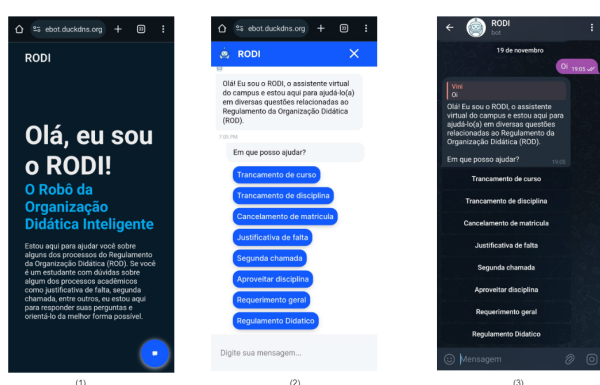 ebot.duckdns.org
RODI
Olá, eu sou
o RODI!
O Robô da
Organização
Didática Inteligente
Estou aqui para ajudar você sobre
alguns dos processos do Regulamento
da Organização Didática (ROD). Se você
é um estudante com dúvidas sobre
algum dos processos acadêmicos
como justificativa de falta, segunda
chamada, entre outros, eu estou aqui
para responder suas perguntas e
orientá-lo da melhor forma possível.
(1)
ebot.duckdns.org
RODI
Olá! Eu sou o RODI, o assistente virtual
do campus e estou aqui para ajudá-lo(a)
em diversas questões relacionadas ao
Regulamento da Organização Didática
(ROD).
7:05 PM
Em que posso ajudar?
Trancamento de curso
Trancamento de disciplina
Cancelamento de matrícula
Justificativa de falta
Segunda chamada
Aproveitar disciplina
Requerimento geral
Regulamento Didatico
Digite sua mensagem...
(2)
RODI
bot
19 de novembro
Oi 19:05
Vini
Oi
Olá! Eu sou o RODI, o assistente
virtual do campus e estou aqui para
ajudá-lo(a) em diversas questões
relacionadas ao Regulamento da
Organização Didática (ROD).
Em que posso ajudar? 19:05
Trancamento de curso
Trancamento de disciplina
Cancelamento de matrícula
Justificativa de falta
Segunda chamada
Aproveitar disciplina
Requerimento geral
Regulamento Didatico
Mensagem
(3)